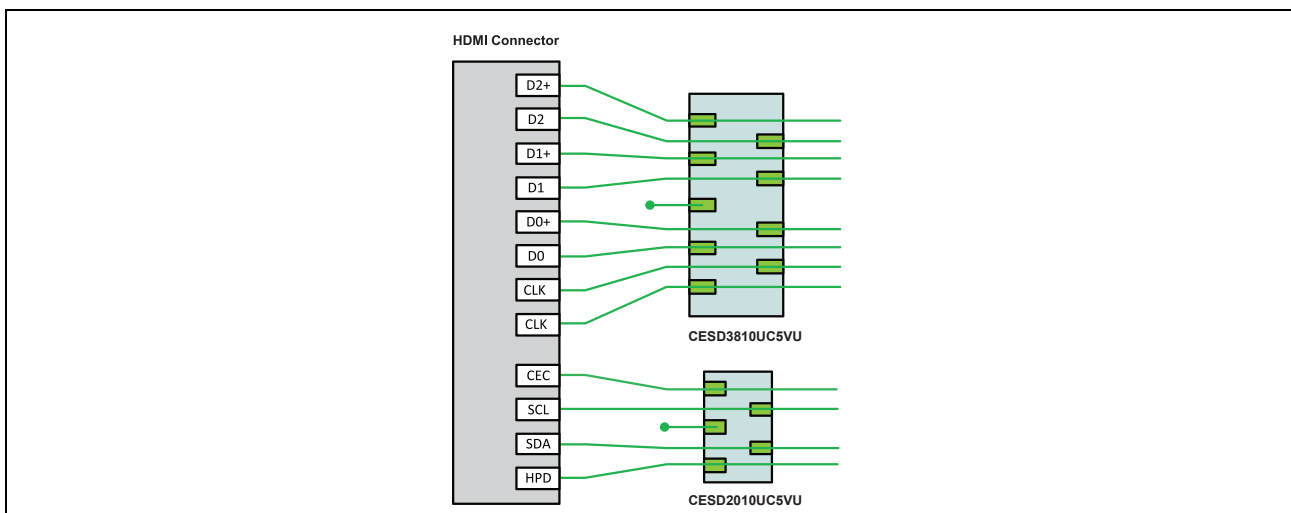 HDMI Connector
D2+
D2
D1+
D1
D0+
D0
CLK
CLK
CESD3810UC5VU
CEC
SCL
SDA
HPD
CESD2010UC5VU